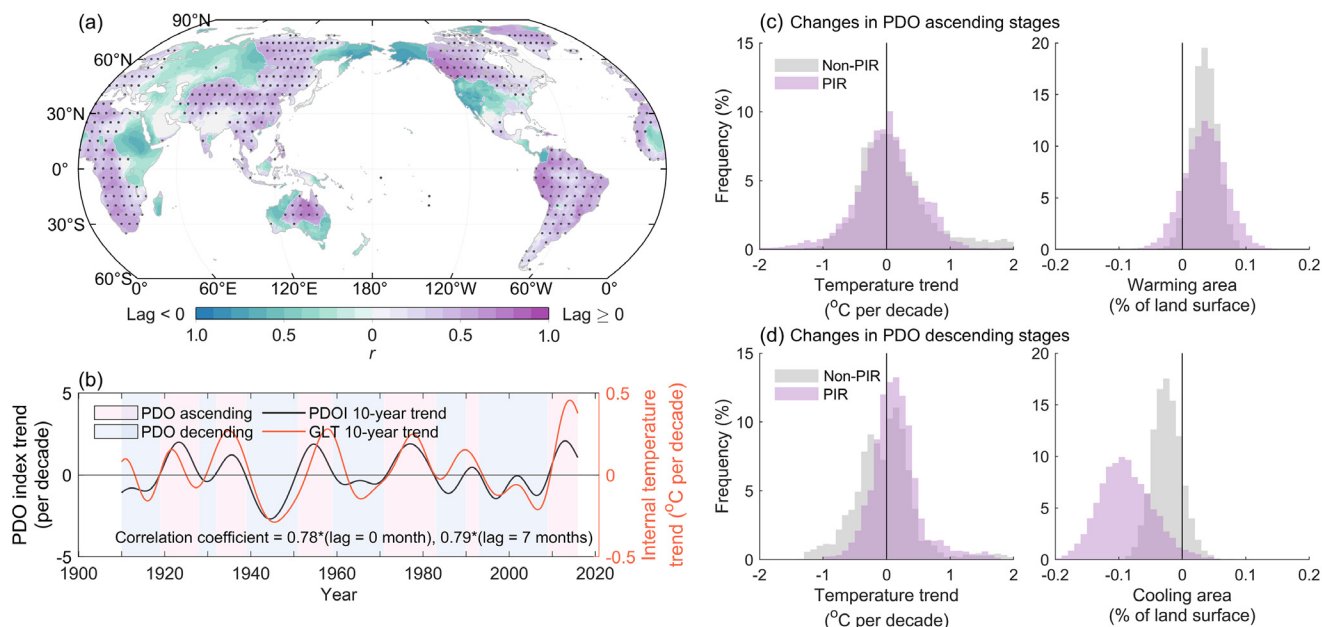 (a)
90°N
60°N
30°N
0°
30°S
60°S
0° 60°E 120°E 180° 120°W 60°W 0°
Lag < 0 Lag ≥ 0
1.0 0.5 0 0.5 1.0
r
(b)
PDO index trend
(per decade)
5
0
-5
PDO ascending PDOI 10-year trend
PDO decending GLT 10-year trend
Correlation coefficient = 0.78*(lag = 0 month), 0.79*(lag = 7 months)
0.5
0
-0.5
Internal temperature
trend (°C per decade)
1900 1920 1940 1960 1980 2000 2020
Year
(c) Changes in PDO ascending stages
Frequency (%)
15
10
5
0
Non-PIR
PIR
-2 -1 0 1 2
Temperature trend
(°C per decade)
20
15
10
5
0
-0.2 -0.1 0 0.1 0.2
Warming area
(% of land surface)
(d) Changes in PDO descending stages
Frequency (%)
15
10
5
0
Non-PIR
PIR
-2 -1 0 1 2
Temperature trend
(°C per decade)
20
15
10
5
0
-0.2 -0.1 0 0.1 0.2
Cooling area
(% of land surface)